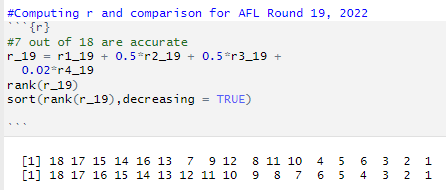 #Computing r and comparison for AFL Round 19, 2022
```{r}
#7 out of 18 are accurate
r_19 = r1_19 + 0.5*r2_19 + 0.5*r3_19 +
  0.02*r4_19
rank(r_19)
sort(rank(r_19),decreasing = TRUE)
```
[1] 18 17 15 14 16 13  7  9 12  8 11 10  4  5  6  3  2  1
[1] 18 17 16 15 14 13 12 11 10  9  8  7  6  5  4  3  2  1